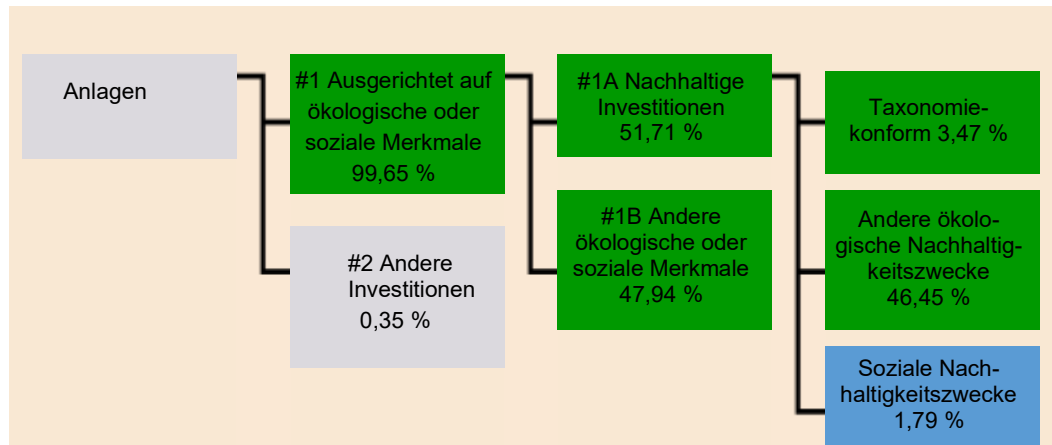 Anlagen
#1 Ausgerichtet auf
ökologische oder
soziale Merkmale
99,65 %
#2 Andere
Investitionen
0,35 %
#1A Nachhaltige
Investitionen
51,71 %
#1B Andere
ökologische oder
soziale Merkmale
47,94 %
Taxonomie-
konform 3,47 %
Andere ökolo-
gische Nachhaltig-
keitszwecke
46,45 %
Soziale Nach-
haltigkeitszwecke
1,79 %